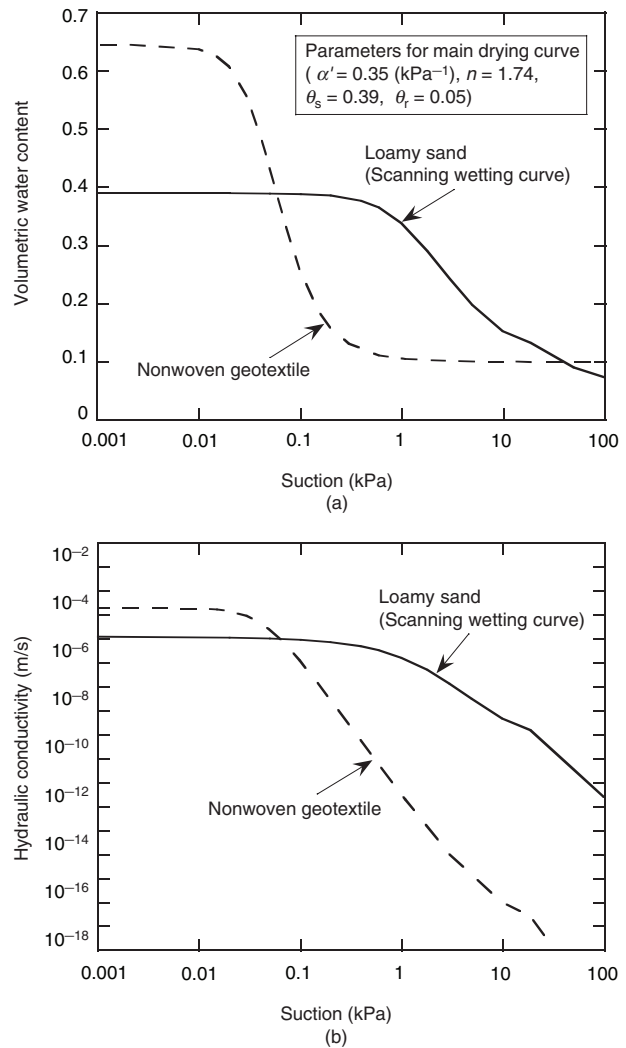 0.7
0.6
0.5
0.4
0.3
0.2
0.1
0
Volumetric water content
Parameters for main drying curve
( α′ = 0.35 (kPa⁻¹), n = 1.74,
θs = 0.39, θr = 0.05)
Loamy sand
(Scanning wetting curve)
Nonwoven geotextile
0.001 0.01 0.1 1 10 100
Suction (kPa)
(a)
10⁻²
10⁻⁴
10⁻⁶
10⁻⁸
10⁻¹⁰
10⁻¹²
10⁻¹⁴
10⁻¹⁶
10⁻¹⁸
Hydraulic conductivity (m/s)
Loamy sand
(Scanning wetting curve)
Nonwoven geotextile
0.001 0.01 0.1 1 10 100
Suction (kPa)
(b)